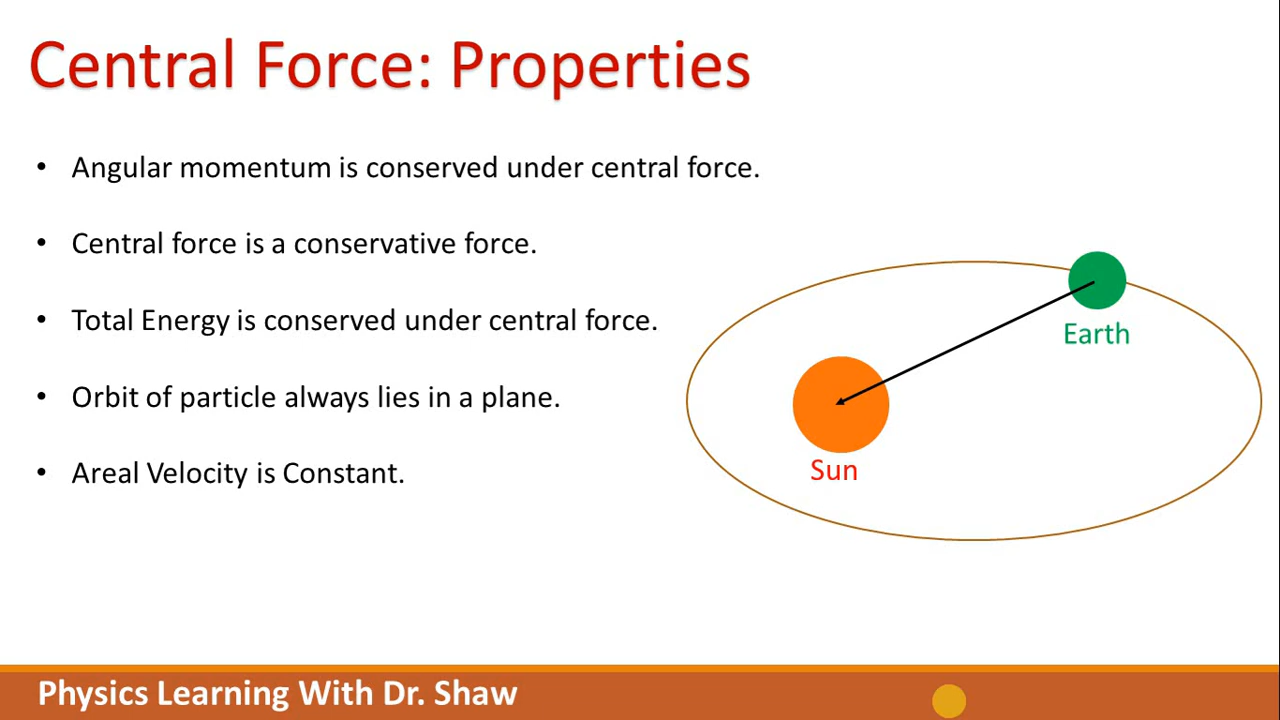 Central Force: Properties
• Angular momentum is conserved under central force.
• Central force is a conservative force.
• Total Energy is conserved under central force.
• Orbit of particle always lies in a plane.
• Areal Velocity is Constant.
Earth
Sun
Physics Learning With Dr. Shaw